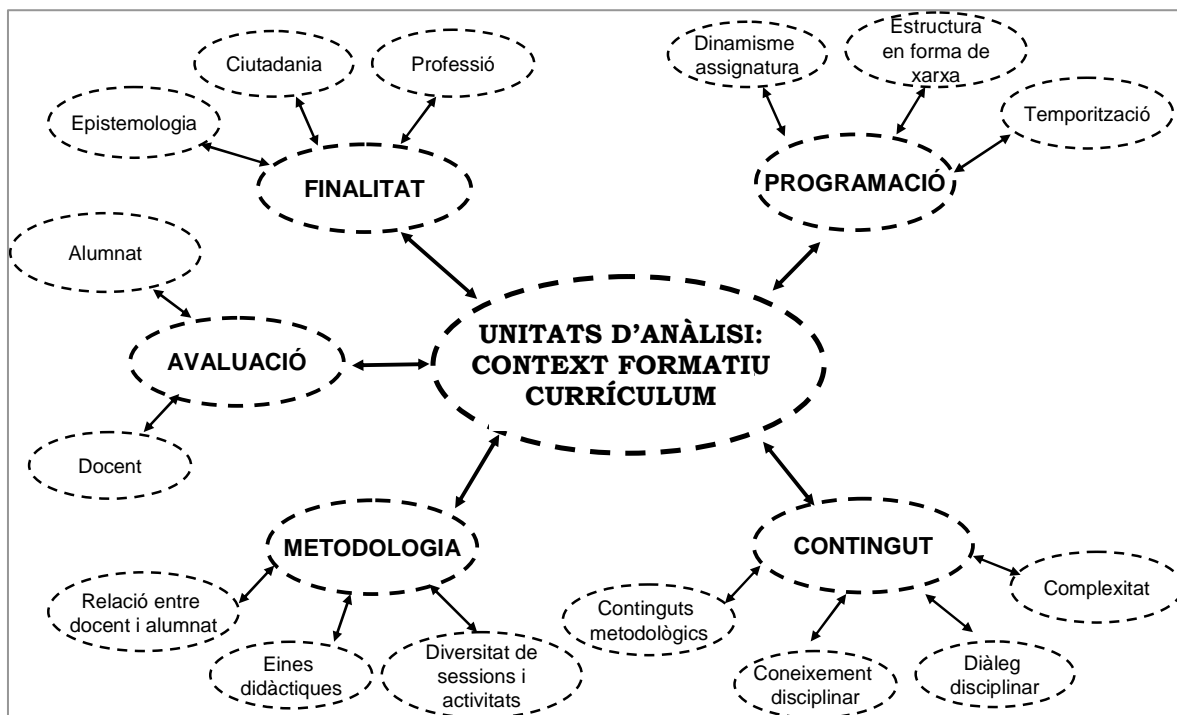 Ciutadania
Professió
Epistemologia
FINALITAT
Dinamisme
assignatura
Estructura
en forma de
xarxa
Temporització
PROGRAMACIÓ
Alumnat
AVALUACIÓ
Docent
UNITATS D'ANÀLISI:
CONTEXT FORMATIU
CURRÍCULUM
METODOLOGIA
Relació entre
docent i alumnat
Eines
didàctiques
Diversitat de
sessions i
activitats
CONTINGUT
Continguts
metodològics
Coneixement
disciplinar
Diàleg
disciplinar
Complexitat